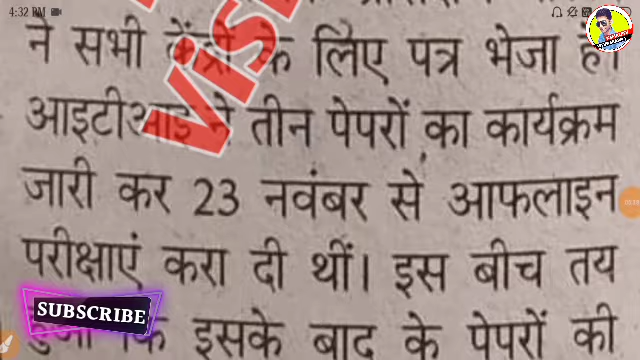 4:32 PM
ने सभी केंद्रों के लिए पत्र भेजा है।
Vis
आइटीआइ ने तीन पेपरों का कार्यक्रम
जारी कर 23 नवंबर से आफलाइन
परीक्षाएं करा दी थीं। इस बीच तय
SUBSCRIBE
हुआ कि इसके बाद के पेपरों की